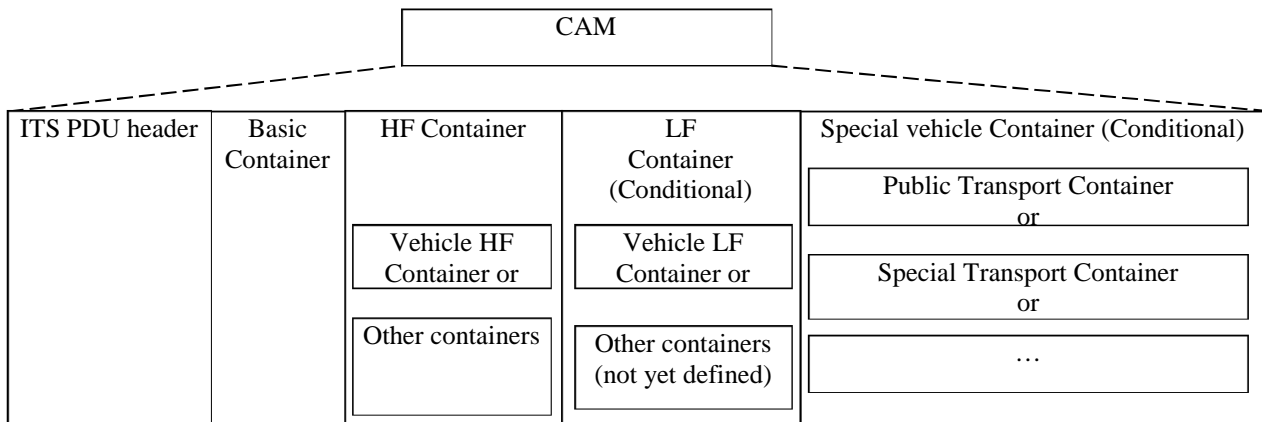 CAM
ITS PDU header
Basic
Container
HF Container
Vehicle HF
Container or
Other containers
LF
Container
(Conditional)
Vehicle LF
Container or
Other containers
(not yet defined)
Special vehicle Container (Conditional)
Public Transport Container
or
Special Transport Container
or
…